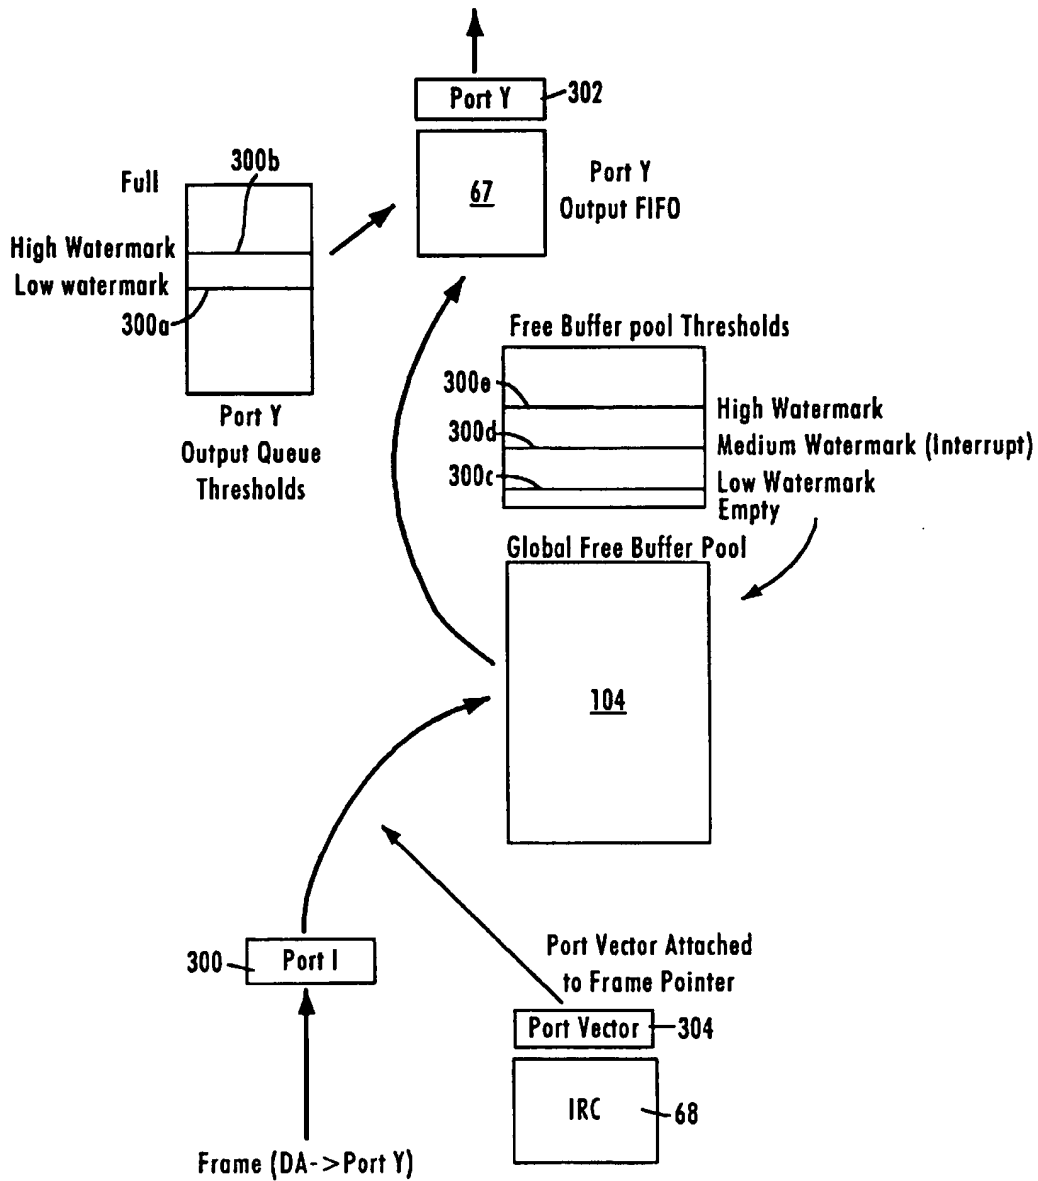 Port Y
302
67
Port Y
Output FIFO
Full
300b
High Watermark
Low watermark
300a
Port Y
Output Queue
Thresholds
Free Buffer pool Thresholds
300e
High Watermark
300d
Medium Watermark (Interrupt)
300c
Low Watermark
Empty
Global Free Buffer Pool
104
300
Port I
Port Vector Attached
to Frame Pointer
Port Vector
304
IRC
68
Frame (DA->Port Y)